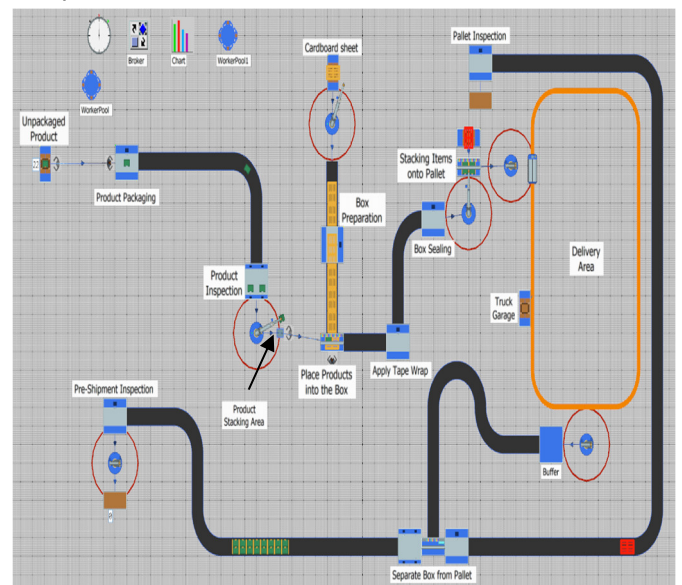 Broker
Chart
WorkerPool1
WorkerPool
Cardboard sheet
Pallet Inspection
Unpackaged
Product
Product Packaging
Stacking Items
onto Pallet
Box
Preparation
Box Sealing
Delivery
Area
Product
Inspection
Truck
Garage
Place Products
into the Box
Apply Tape Wrap
Pre-Shipment Inspection
Product
Stacking Area
Buffer
Separate Box from Pallet